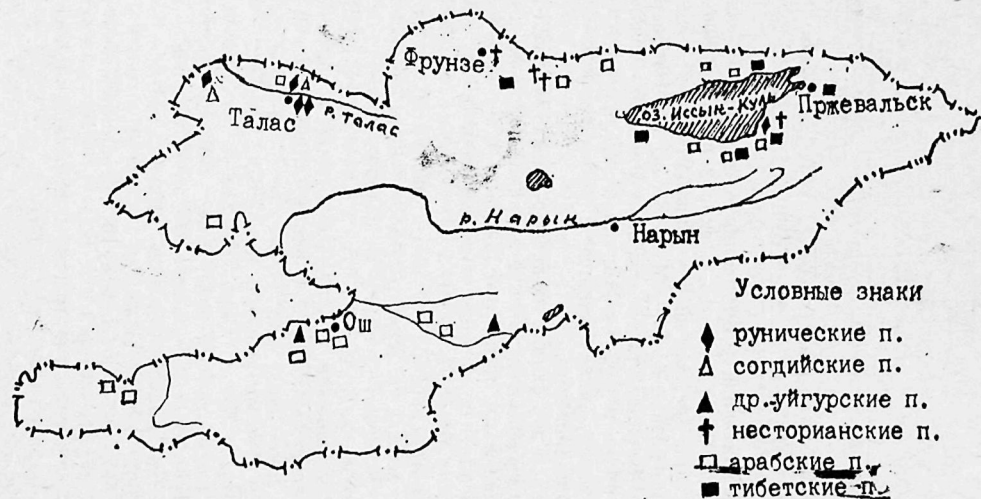 Фрунзе
Талас
р. Талас
оз. Иссык-Куль
Пржевальск
р. Нарын
Нарын
Ош
Условные знаки
рунические п.
согдийские п.
др.-уйгурские п.
несторианские п.
арабские п.
тибетские п.